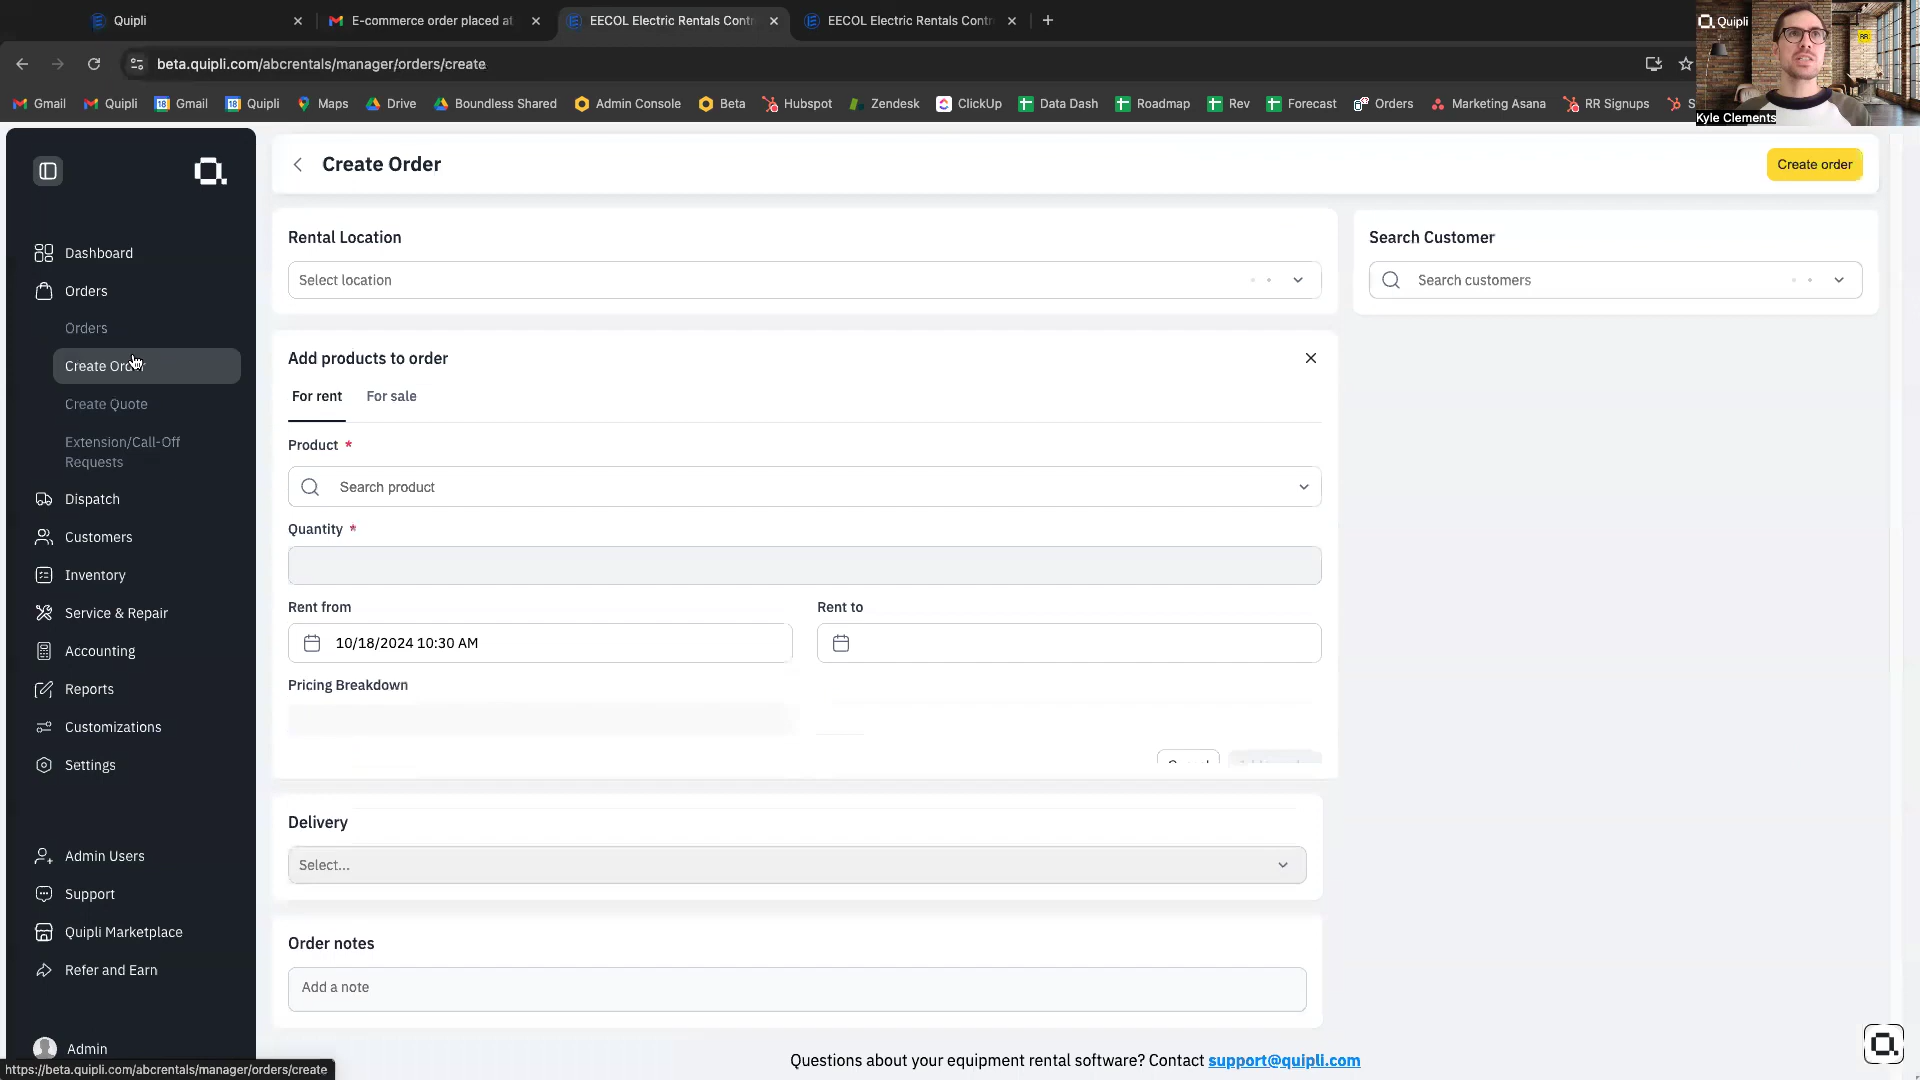 Quipli
E-commerce order placed at
EECOL Electric Rentals Contr
EECOL Electric Rentals Contr
beta.quipli.com/abcrentals/manager/orders/create
Gmail
Quipli
Gmail
Quipli
Maps
Drive
Boundless Shared
Admin Console
Beta
Hubspot
Zendesk
ClickUp
Data Dash
Roadmap
Rev
Forecast
Orders
Marketing Asana
RR Signups
S
Quipli
RR
Kyle Clements
Dashboard
Orders
Orders
Create Order
Create Quote
Extension/Call-Off
Requests
Dispatch
Customers
Inventory
Service & Repair
Accounting
Reports
Customizations
Settings
Admin Users
Support
Quipli Marketplace
Refer and Earn
Admin
https://beta.quipli.com/abcrentals/manager/orders/create
Create Order
Create order
Rental Location
Select location
Search Customer
Search customers
Add products to order
For rent
For sale
Product *
Search product
Quantity *
Rent from
Rent to
10/18/2024 10:30 AM
Pricing Breakdown
Delivery
Select...
Order notes
Add a note
Questions about your equipment rental software? Contact support@quipli.com